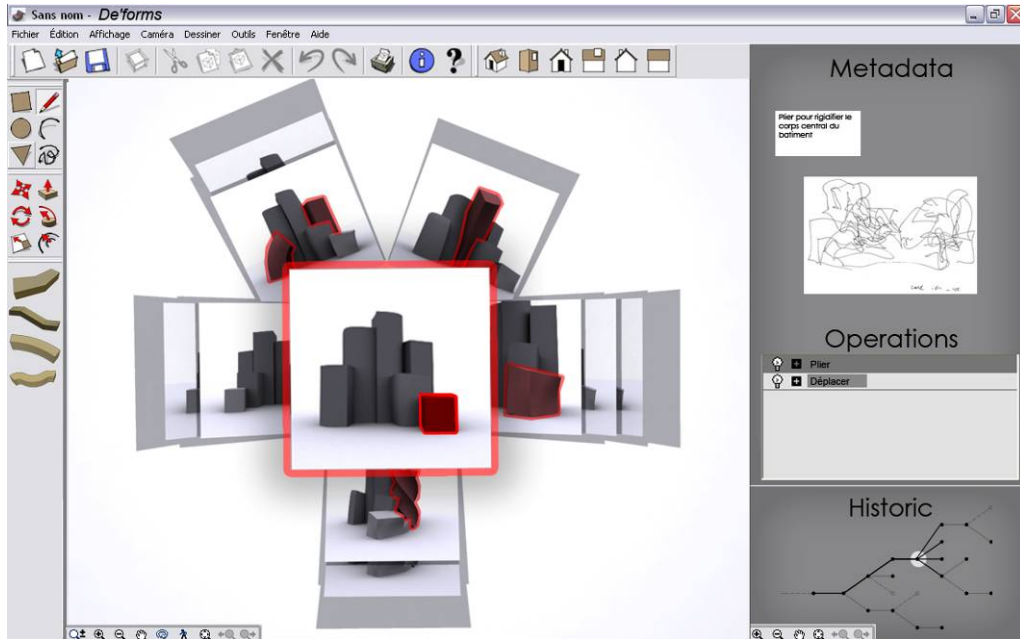 Sans nom - De'forms
Fichier Édition Affichage Caméra Dessiner Outils Fenêtre Aide
Metadata
Plier pour rigidifier le
corps central du
batiment
Operations
Plier
Déplacer
Historic